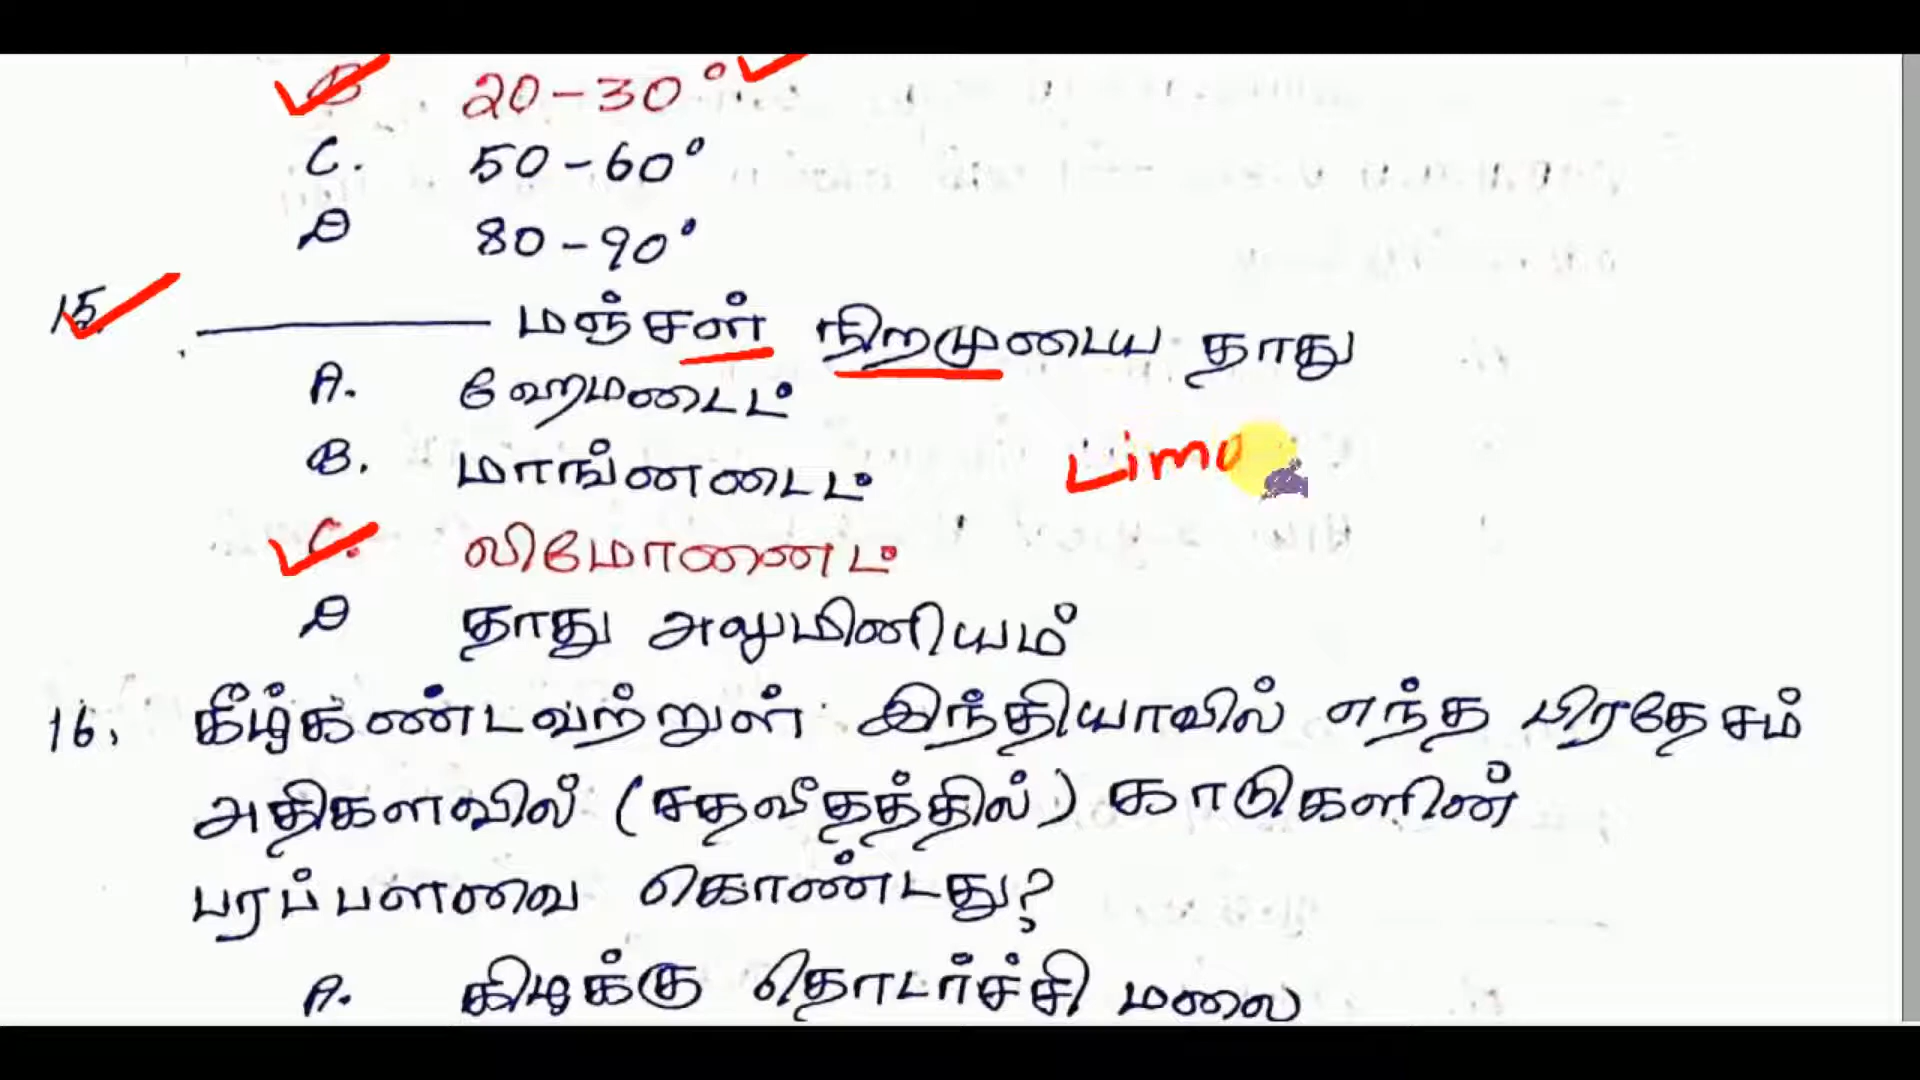 B 20-30°
C. 50-60°
D 80-90°
15. ________ மஞ்சள் நிறமுடைய தாது
A. ஹேமடைட்
B. மாங்னடைட்
Limo
C. லிமோனைட்
D தாது அலுமினியம்
16. கீழ்கண்டவற்றுள் இந்தியாவில் எந்த பிரதேசம்
அதிகளவில் (சதவீதத்தில்) காடுகளின்
பரப்பளவை கொண்டது?
A. கிழக்கு தொடர்ச்சி மலை